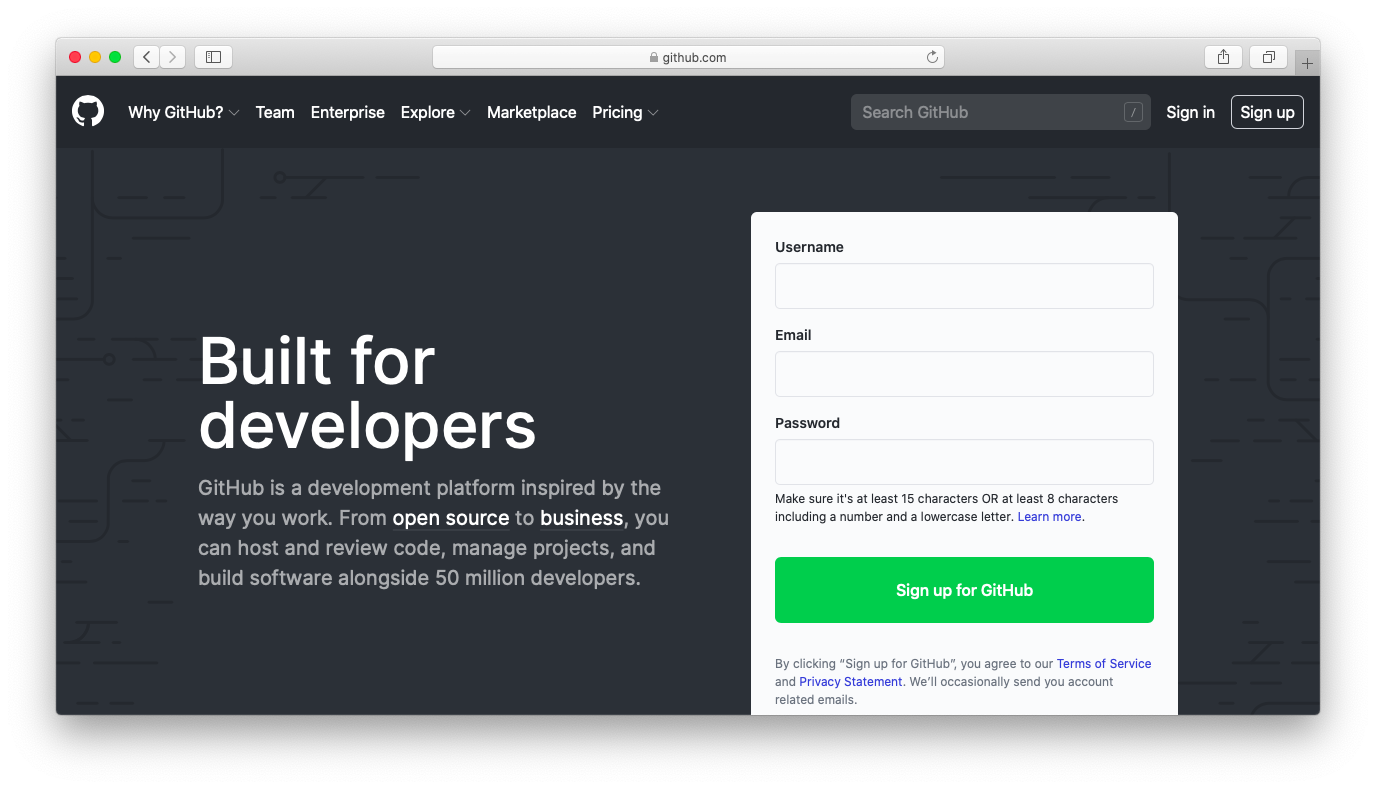 github.com
Why GitHub?
Team
Enterprise
Explore
Marketplace
Pricing
Search GitHub
/
Sign in
Sign up
Built for
developers
GitHub is a development platform inspired by the
way you work. From open source to business, you
can host and review code, manage projects, and
build software alongside 50 million developers.
Username
Email
Password
Make sure it's at least 15 characters OR at least 8 characters
including a number and a lowercase letter. Learn more.
Sign up for GitHub
By clicking “Sign up for GitHub”, you agree to our Terms of Service
and Privacy Statement. We’ll occasionally send you account
related emails.